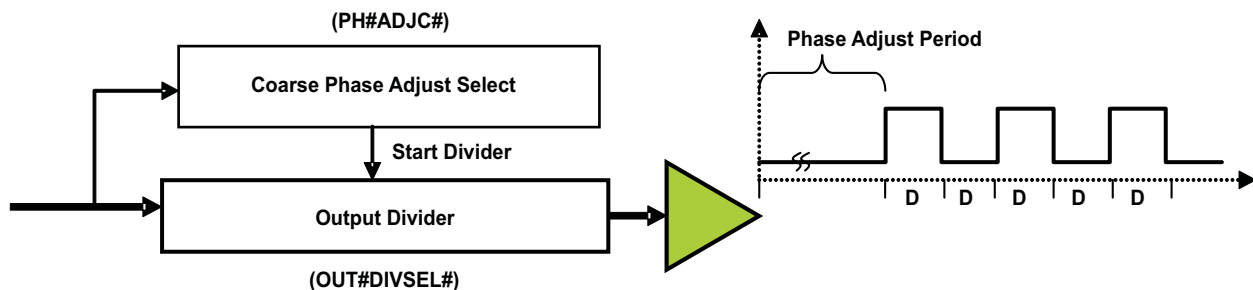 (PH#ADJC#)
Coarse Phase Adjust Select
Start Divider
Output Divider
(OUT#DIVSEL#)
Phase Adjust Period
D D D D D